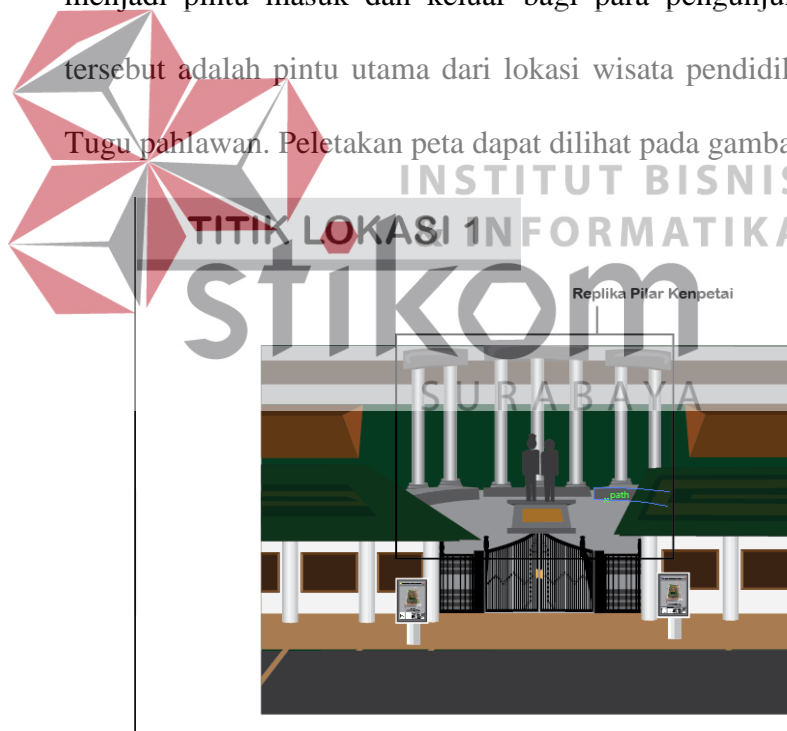 menjadi pintu masuk dan keluar bagi para pengunjun
tersebut adalah pintu utama dari lokasi wisata pendidik
Tugu pahlawan. Peletakan peta dapat dilihat pada gamba
INSTITUT BISNIS
TITIK LOKASI 1
& INFORMATIKA
stikom
Replika Pilar Kenpetai
SURABAYA
path